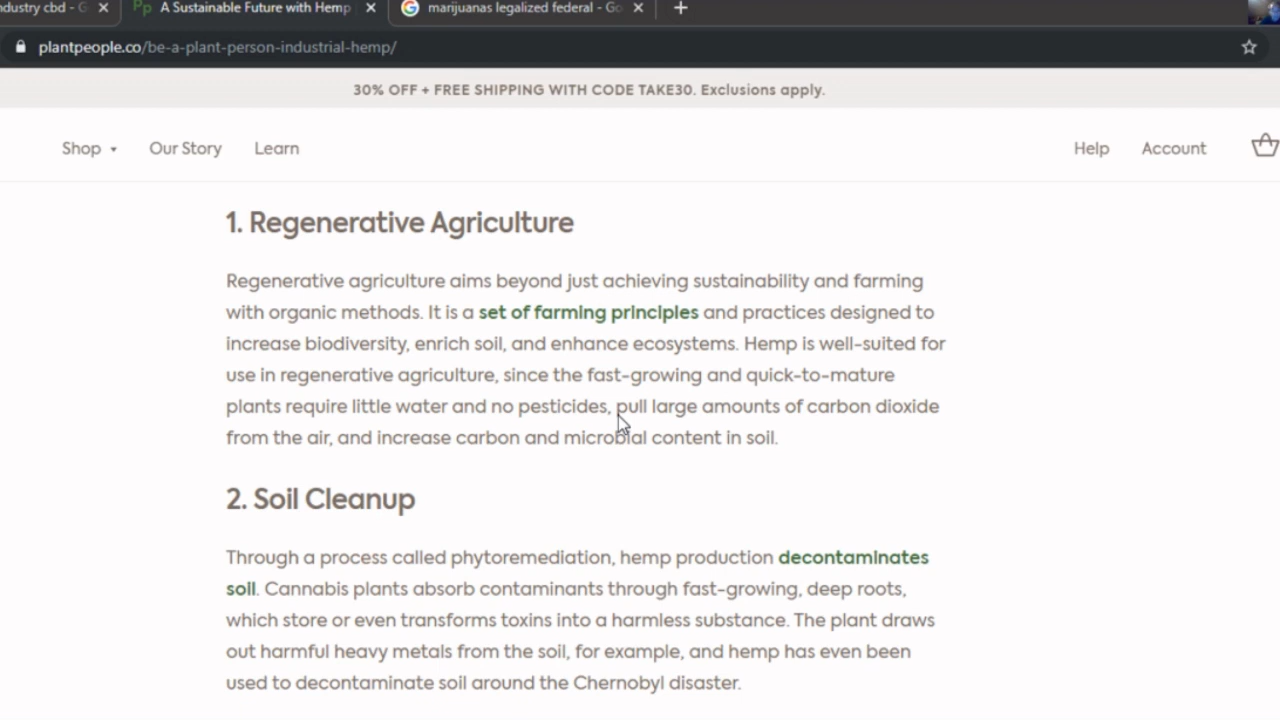 ndustry cbd - G
Pp A Sustainable Future with Hemp
marijuanas legalized federal - Go
plantpeople.co/be-a-plant-person-industrial-hemp/
30% OFF + FREE SHIPPING WITH CODE TAKE30. Exclusions apply.
Shop Our Story Learn Help Account
1. Regenerative Agriculture
Regenerative agriculture aims beyond just achieving sustainability and farming
with organic methods. It is a set of farming principles and practices designed to
increase biodiversity, enrich soil, and enhance ecosystems. Hemp is well-suited for
use in regenerative agriculture, since the fast-growing and quick-to-mature
plants require little water and no pesticides, pull large amounts of carbon dioxide
from the air, and increase carbon and microbial content in soil.
2. Soil Cleanup
Through a process called phytoremediation, hemp production decontaminates
soil. Cannabis plants absorb contaminants through fast-growing, deep roots,
which store or even transforms toxins into a harmless substance. The plant draws
out harmful heavy metals from the soil, for example, and hemp has even been
used to decontaminate soil around the Chernobyl disaster.